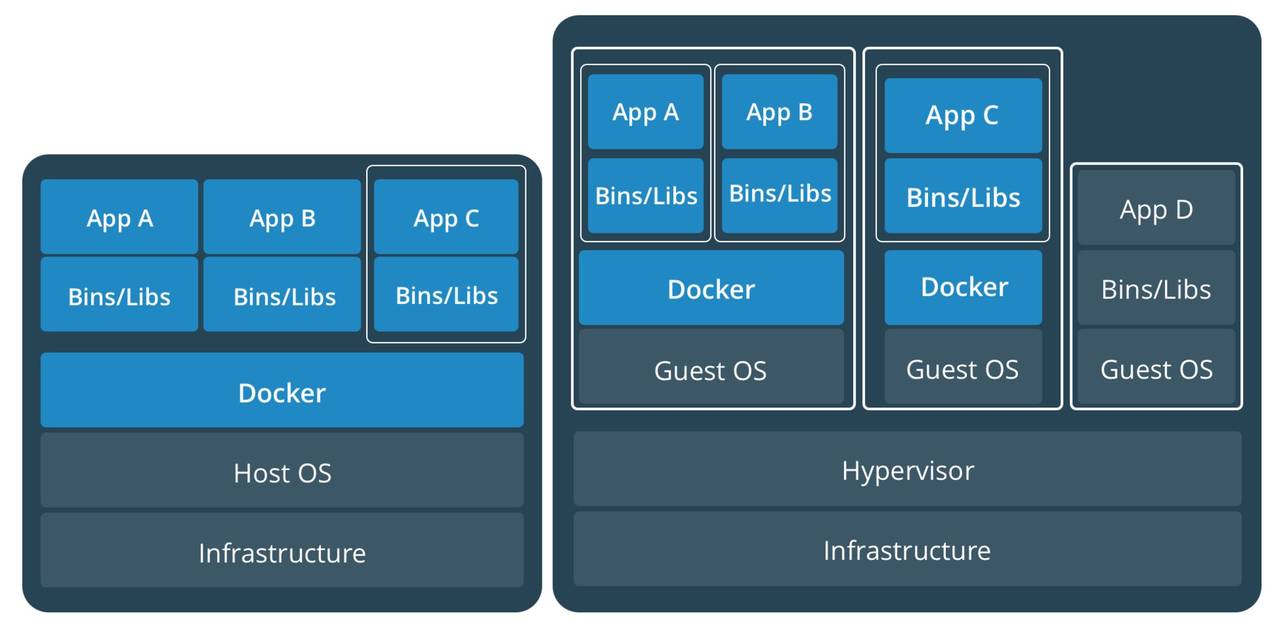 App A
App B
App C
Bins/Libs
Bins/Libs
Bins/Libs
Docker
Host OS
Infrastructure
App A
App B
Bins/Libs
Bins/Libs
Docker
Guest OS
App C
Bins/Libs
Docker
Guest OS
App D
Bins/Libs
Guest OS
Hypervisor
Infrastructure